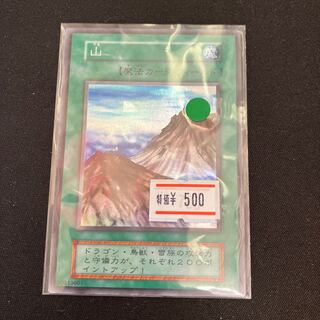 山
魔
【魔法カード
特価¥ 500
ドラゴン・鳥獣・雷族の攻撃力
と守備力が、それぞれ200ポ
イントアップ!